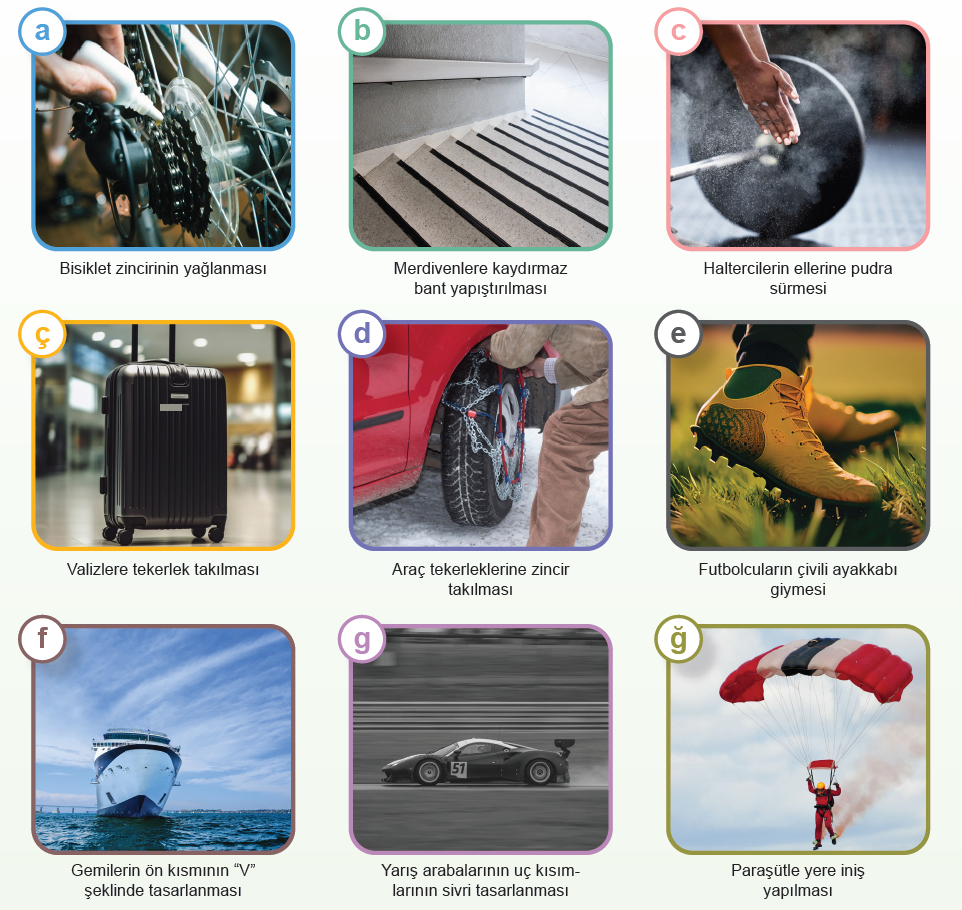 a
b
c
Bisiklet zincirinin yağlanması
Merdivenlere kaydırmaz
bant yapıştırılması
Haltercilerin ellerine pudra
sürmesi
ç
d
e
Valizlere tekerlek takılması
Araç tekerleklerine zincir
takılması
Futbolcuların çivili ayakkabı
giymesi
f
g
ğ
51
Gemilerin ön kısmının “V”
şeklinde tasarlanması
Yarış arabalarının uç kısım-
larının sivri tasarlanması
Paraşütle yere iniş
yapılması